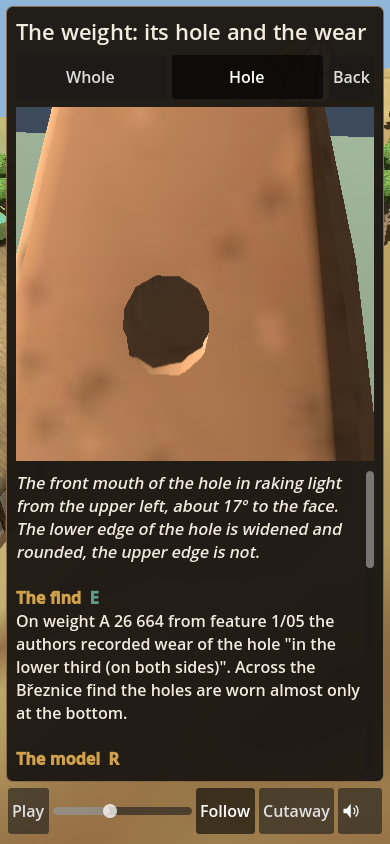 The weight: its hole and the wear
Whole
Hole
Back
The front mouth of the hole in raking light
from the upper left, about 17° to the face.
The lower edge of the hole is widened and
rounded, the upper edge is not.
The find E
On weight A 26 664 from feature 1/05 the
authors recorded wear of the hole "in the
lower third (on both sides)". Across the
Březnice find the holes are worn almost only
at the bottom.
The model R
Play
Follow
Cutaway